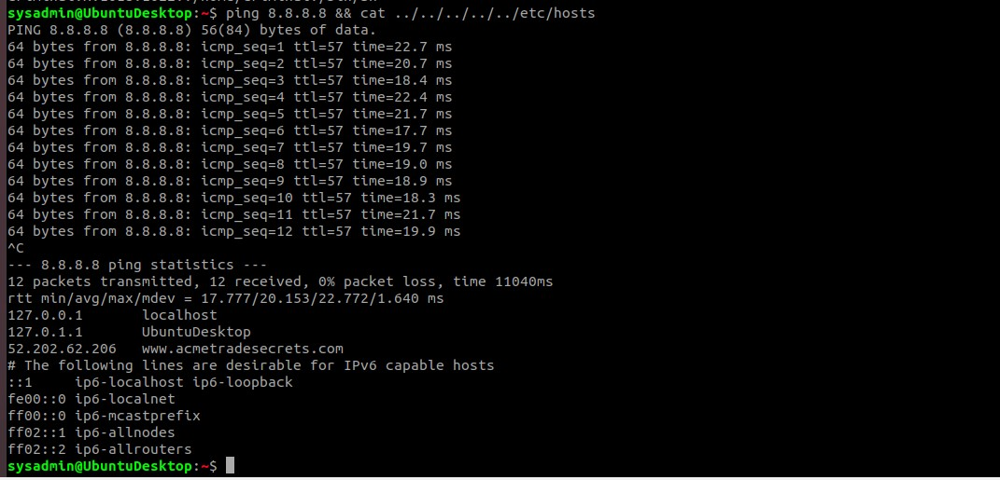 sysadmin@UbuntuDesktop:~$ ping 8.8.8.8 && cat ../../../../../etc/hosts
PING 8.8.8.8 (8.8.8.8) 56(84) bytes of data.
64 bytes from 8.8.8.8: icmp_seq=1 ttl=57 time=22.7 ms
64 bytes from 8.8.8.8: icmp_seq=2 ttl=57 time=20.7 ms
64 bytes from 8.8.8.8: icmp_seq=3 ttl=57 time=18.4 ms
64 bytes from 8.8.8.8: icmp_seq=4 ttl=57 time=22.4 ms
64 bytes from 8.8.8.8: icmp_seq=5 ttl=57 time=21.7 ms
64 bytes from 8.8.8.8: icmp_seq=6 ttl=57 time=17.7 ms
64 bytes from 8.8.8.8: icmp_seq=7 ttl=57 time=19.7 ms
64 bytes from 8.8.8.8: icmp_seq=8 ttl=57 time=19.0 ms
64 bytes from 8.8.8.8: icmp_seq=9 ttl=57 time=18.9 ms
64 bytes from 8.8.8.8: icmp_seq=10 ttl=57 time=18.3 ms
64 bytes from 8.8.8.8: icmp_seq=11 ttl=57 time=21.7 ms
64 bytes from 8.8.8.8: icmp_seq=12 ttl=57 time=19.9 ms
^C
--- 8.8.8.8 ping statistics ---
12 packets transmitted, 12 received, 0% packet loss, time 11040ms
rtt min/avg/max/mdev = 17.777/20.153/22.772/1.640 ms
127.0.0.1       localhost
127.0.1.1       UbuntuDesktop
52.202.62.206   www.acmetradesecrets.com
# The following lines are desirable for IPv6 capable hosts
::1     ip6-localhost ip6-loopback
fe00::0 ip6-localnet
ff00::0 ip6-mcastprefix
ff02::1 ip6-allnodes
ff02::2 ip6-allrouters
sysadmin@UbuntuDesktop:~$